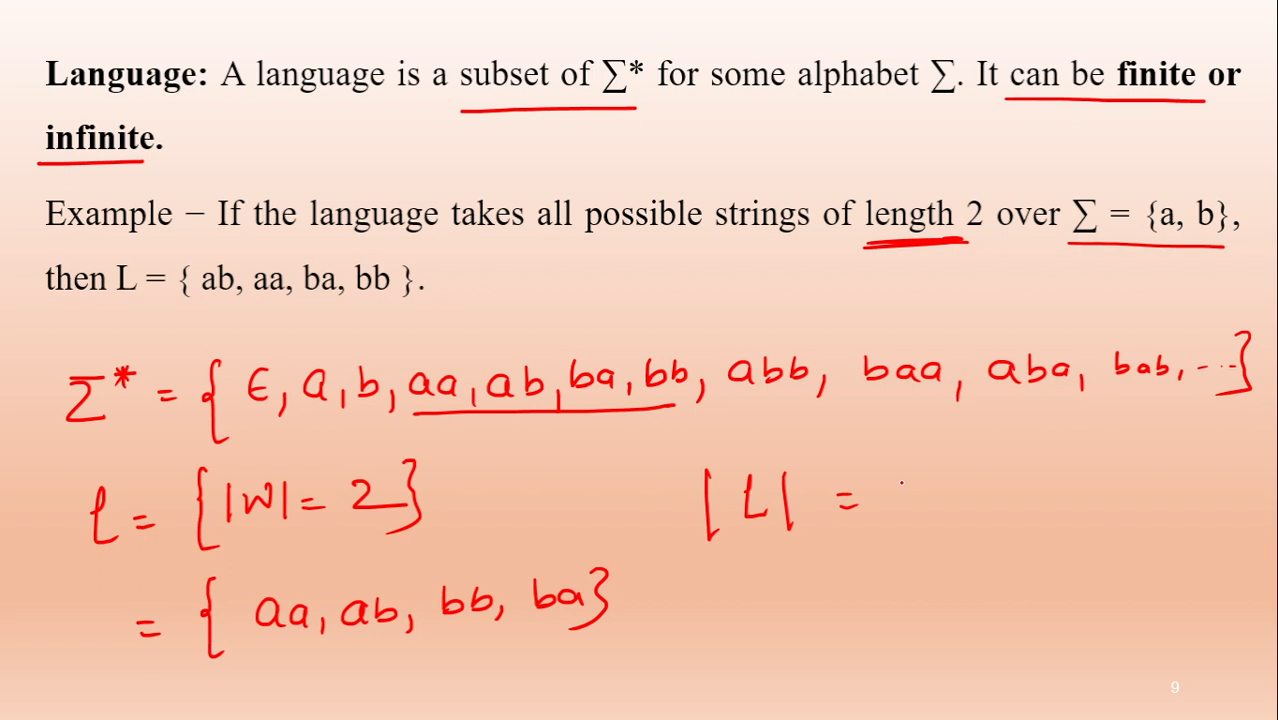 Language: A language is a subset of ∑* for some alphabet ∑. It can be finite or
infinite.
Example − If the language takes all possible strings of length 2 over ∑ = {a, b},
then L = { ab, aa, ba, bb }.
Σ* = { ϵ, a, b, aa, ab, ba, bb, abb, baa, aba, bab, ---}
L = { |W| = 2 } |L| =
= { aa, ab, bb, ba}
9